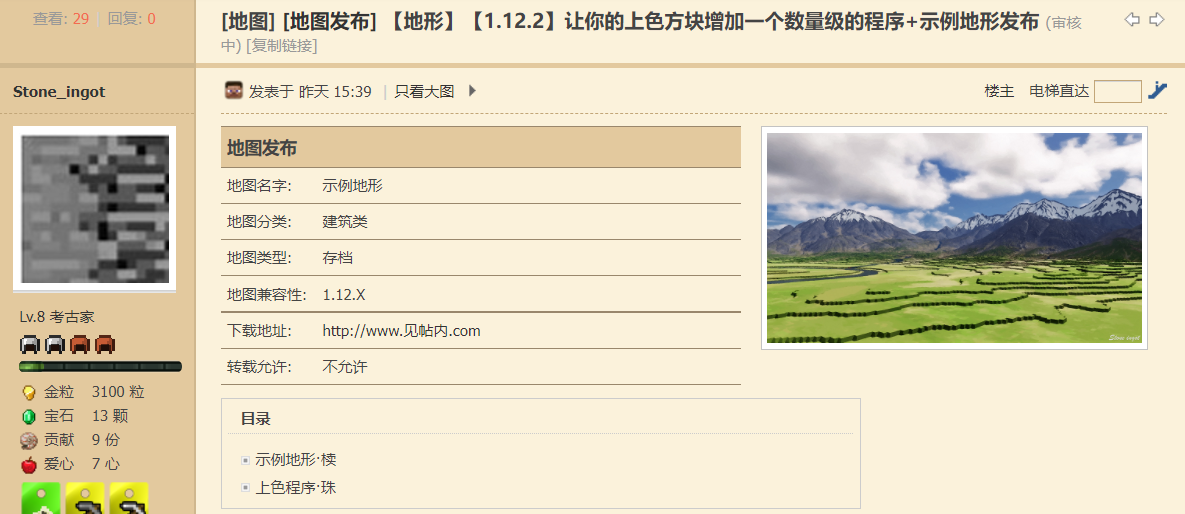 查看: 29 | 回复: 0
[地图] [地图发布] 【地形】【1.12.2】让你的上色方块增加一个数量级的程序+示例地形发布 (审核
中) [复制链接]
Stone_ingot
发表于 昨天 15:39 | 只看大图
楼主 电梯直达
地图发布
地图名字: 示例地形
地图分类: 建筑类
地图类型: 存档
地图兼容性: 1.12.X
下载地址: http://www.见帖内.com
转载允许: 不允许
Stone ingot
Lv.8 考古家
金粒 3100 粒
宝石 13 颗
贡献 9 份
爱心 7 心
目录
示例地形·椟
上色程序·珠